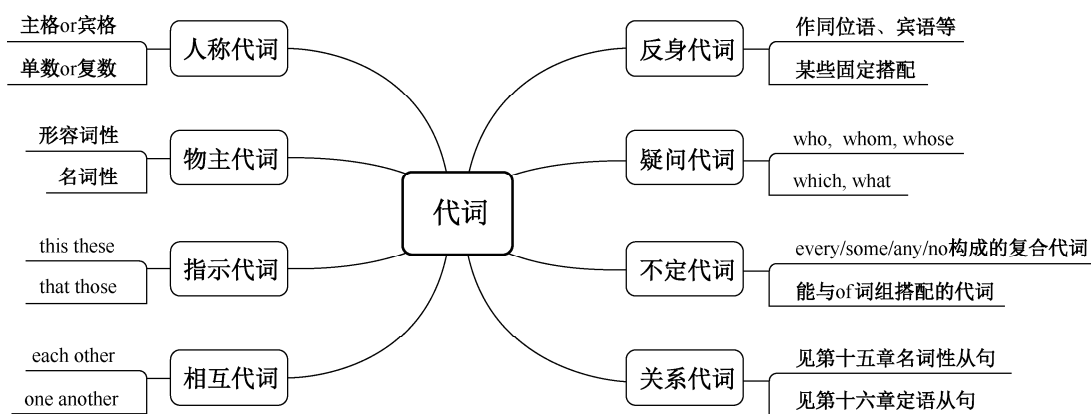 代词
人称代词
主格or宾格
单数or复数
物主代词
形容词性
名词性
指示代词
this these
that those
相互代词
each other
one another
反身代词
作同位语、宾语等
某些固定搭配
疑问代词
who, whom, whose
which, what
不定代词
every/some/any/no构成的复合代词
能与of词组搭配的代词
关系代词
见第十五章名词性从句
见第十六章定语从句